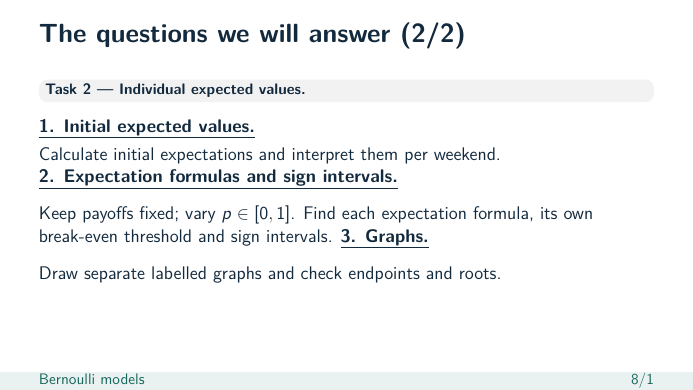 The questions we will answer (2/2)
Task 2 — Individual expected values.
1. Initial expected values.
Calculate initial expectations and interpret them per weekend.
2. Expectation formulas and sign intervals.
Keep payoffs fixed; vary p ∈ [0, 1]. Find each expectation formula, its own
break-even threshold and sign intervals. 3. Graphs.
Draw separate labelled graphs and check endpoints and roots.
Bernoulli models 8/1